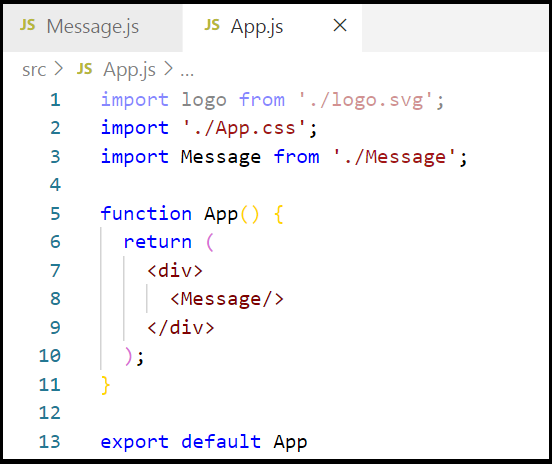 JS Message.js JS App.js ×
src > JS App.js > ...
1 import logo from './logo.svg';
2 import './App.css';
3 import Message from './Message';
4
5 function App() {
6   return (
7     <div>
8       <Message/>
9     </div>
10   );
11 }
12
13 export default App